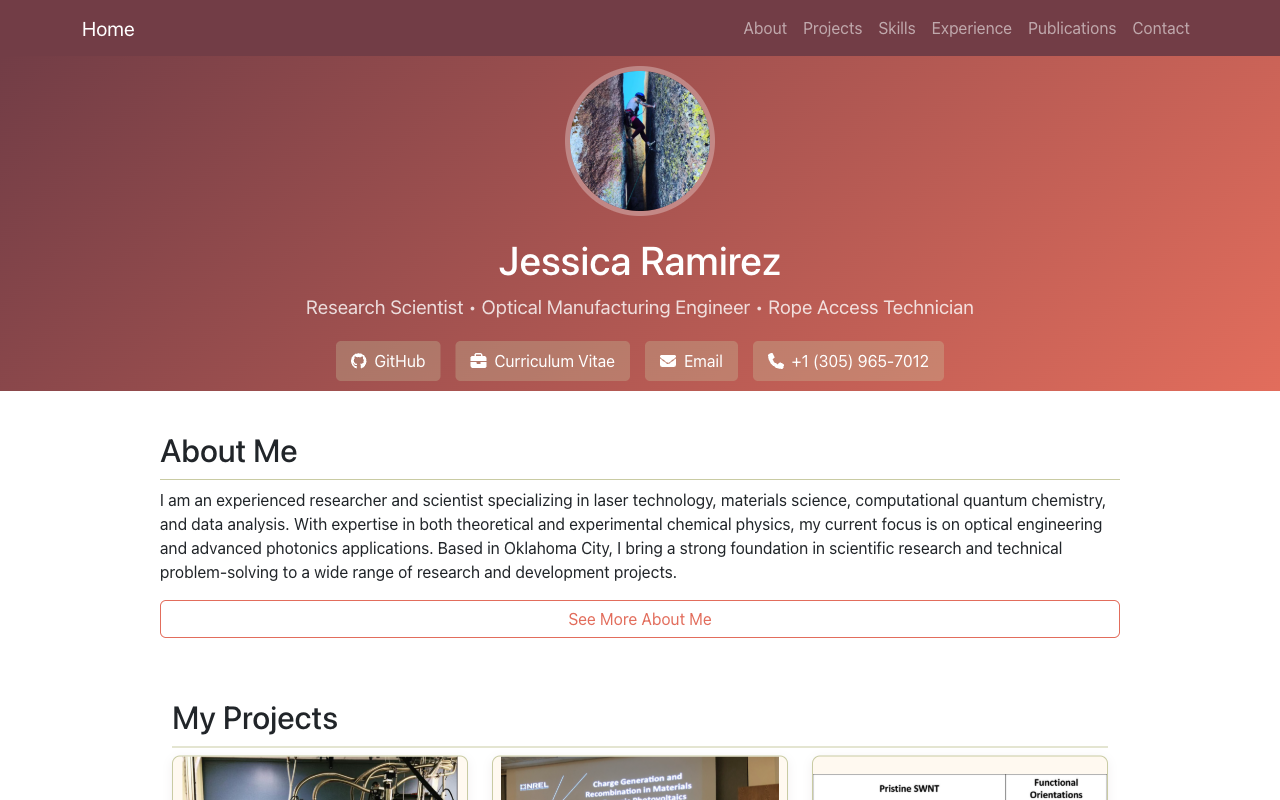 Home
About Projects Skills Experience Publications Contact
Jessica Ramirez
Research Scientist • Optical Manufacturing Engineer • Rope Access Technician
GitHub
Curriculum Vitae
Email
+1 (305) 965-7012
About Me
I am an experienced researcher and scientist specializing in laser technology, materials science, computational quantum chemistry,
and data analysis. With expertise in both theoretical and experimental chemical physics, my current focus is on optical engineering
and advanced photonics applications. Based in Oklahoma City, I bring a strong foundation in scientific research and technical
problem-solving to a wide range of research and development projects.
See More About Me
My Projects
NREL
Charge Generation and
Recombination in Materials
Photovoltaics
Pristine SWNT
Functional
Orientations